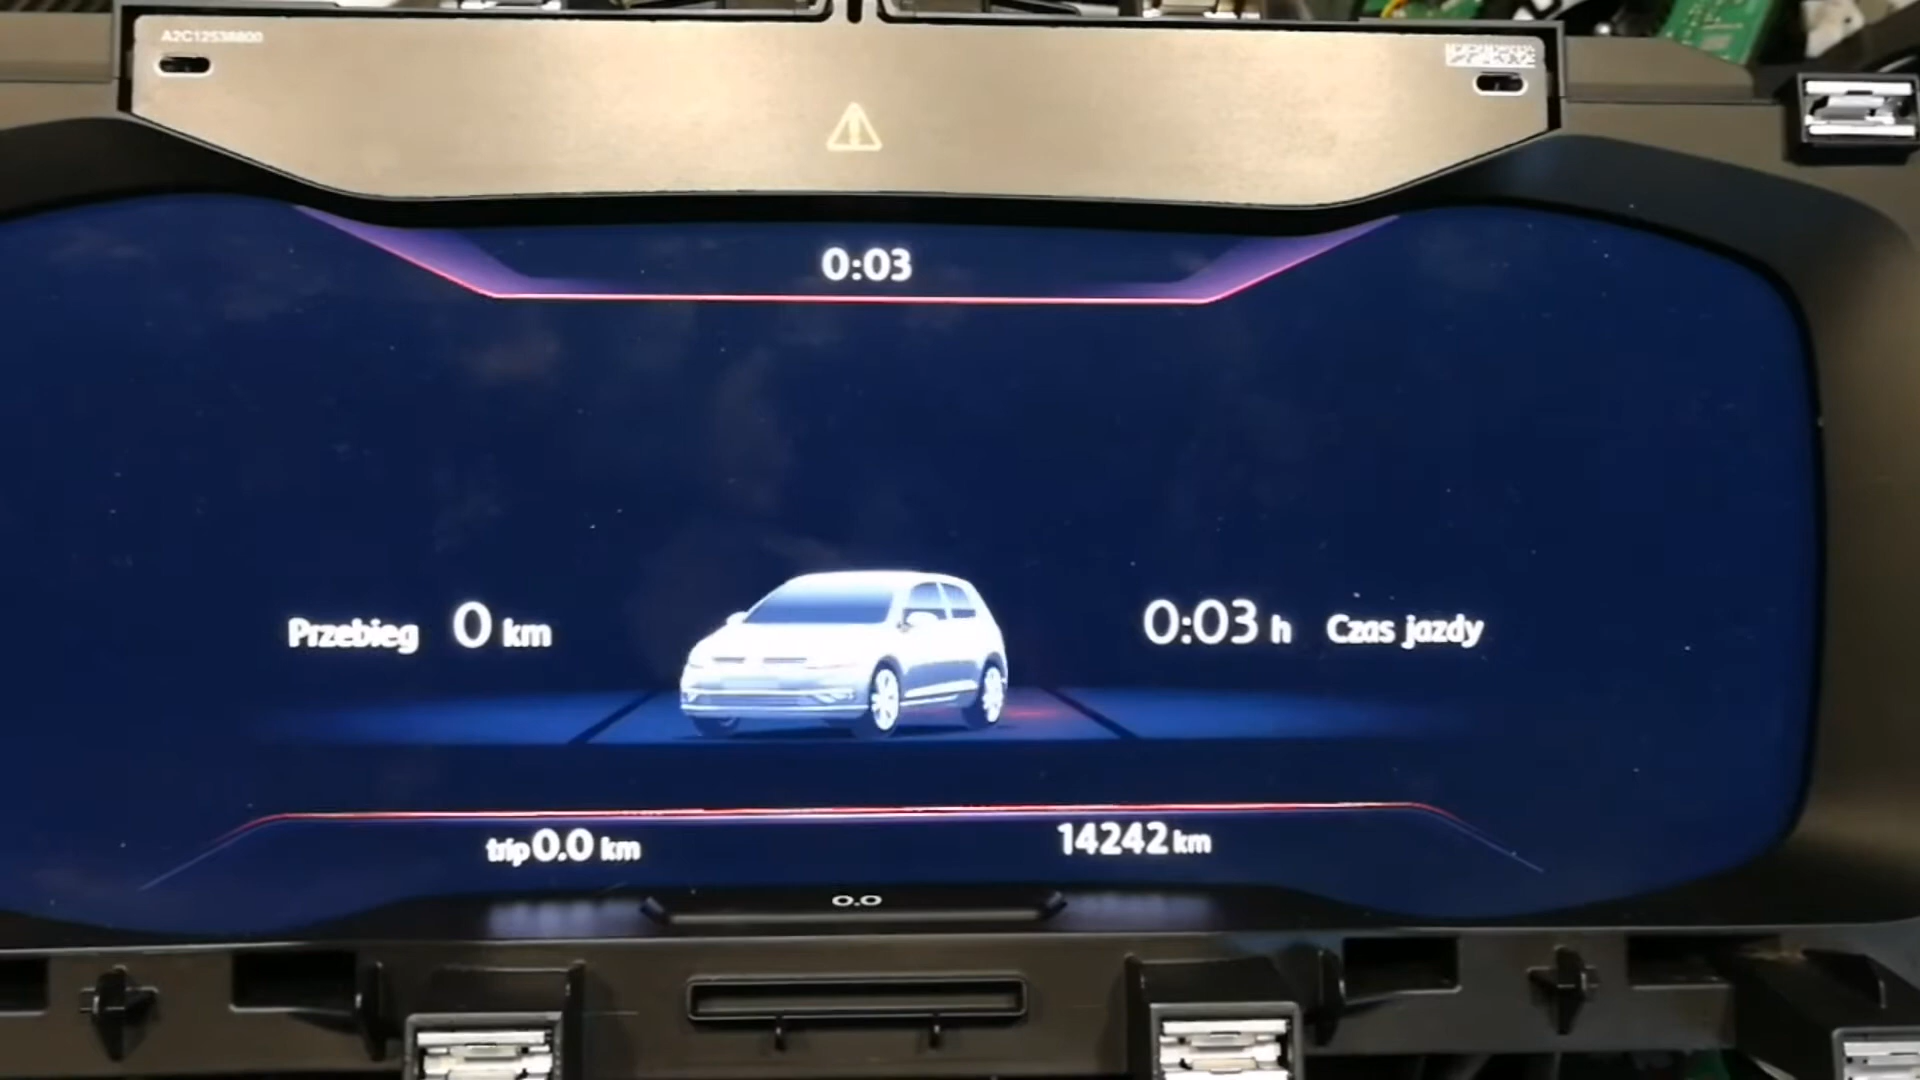 A2C12538800
0:03
Przebieg 0 km
0:03 h Czas jazdy
trip 0.0 km
14242 km
0.0